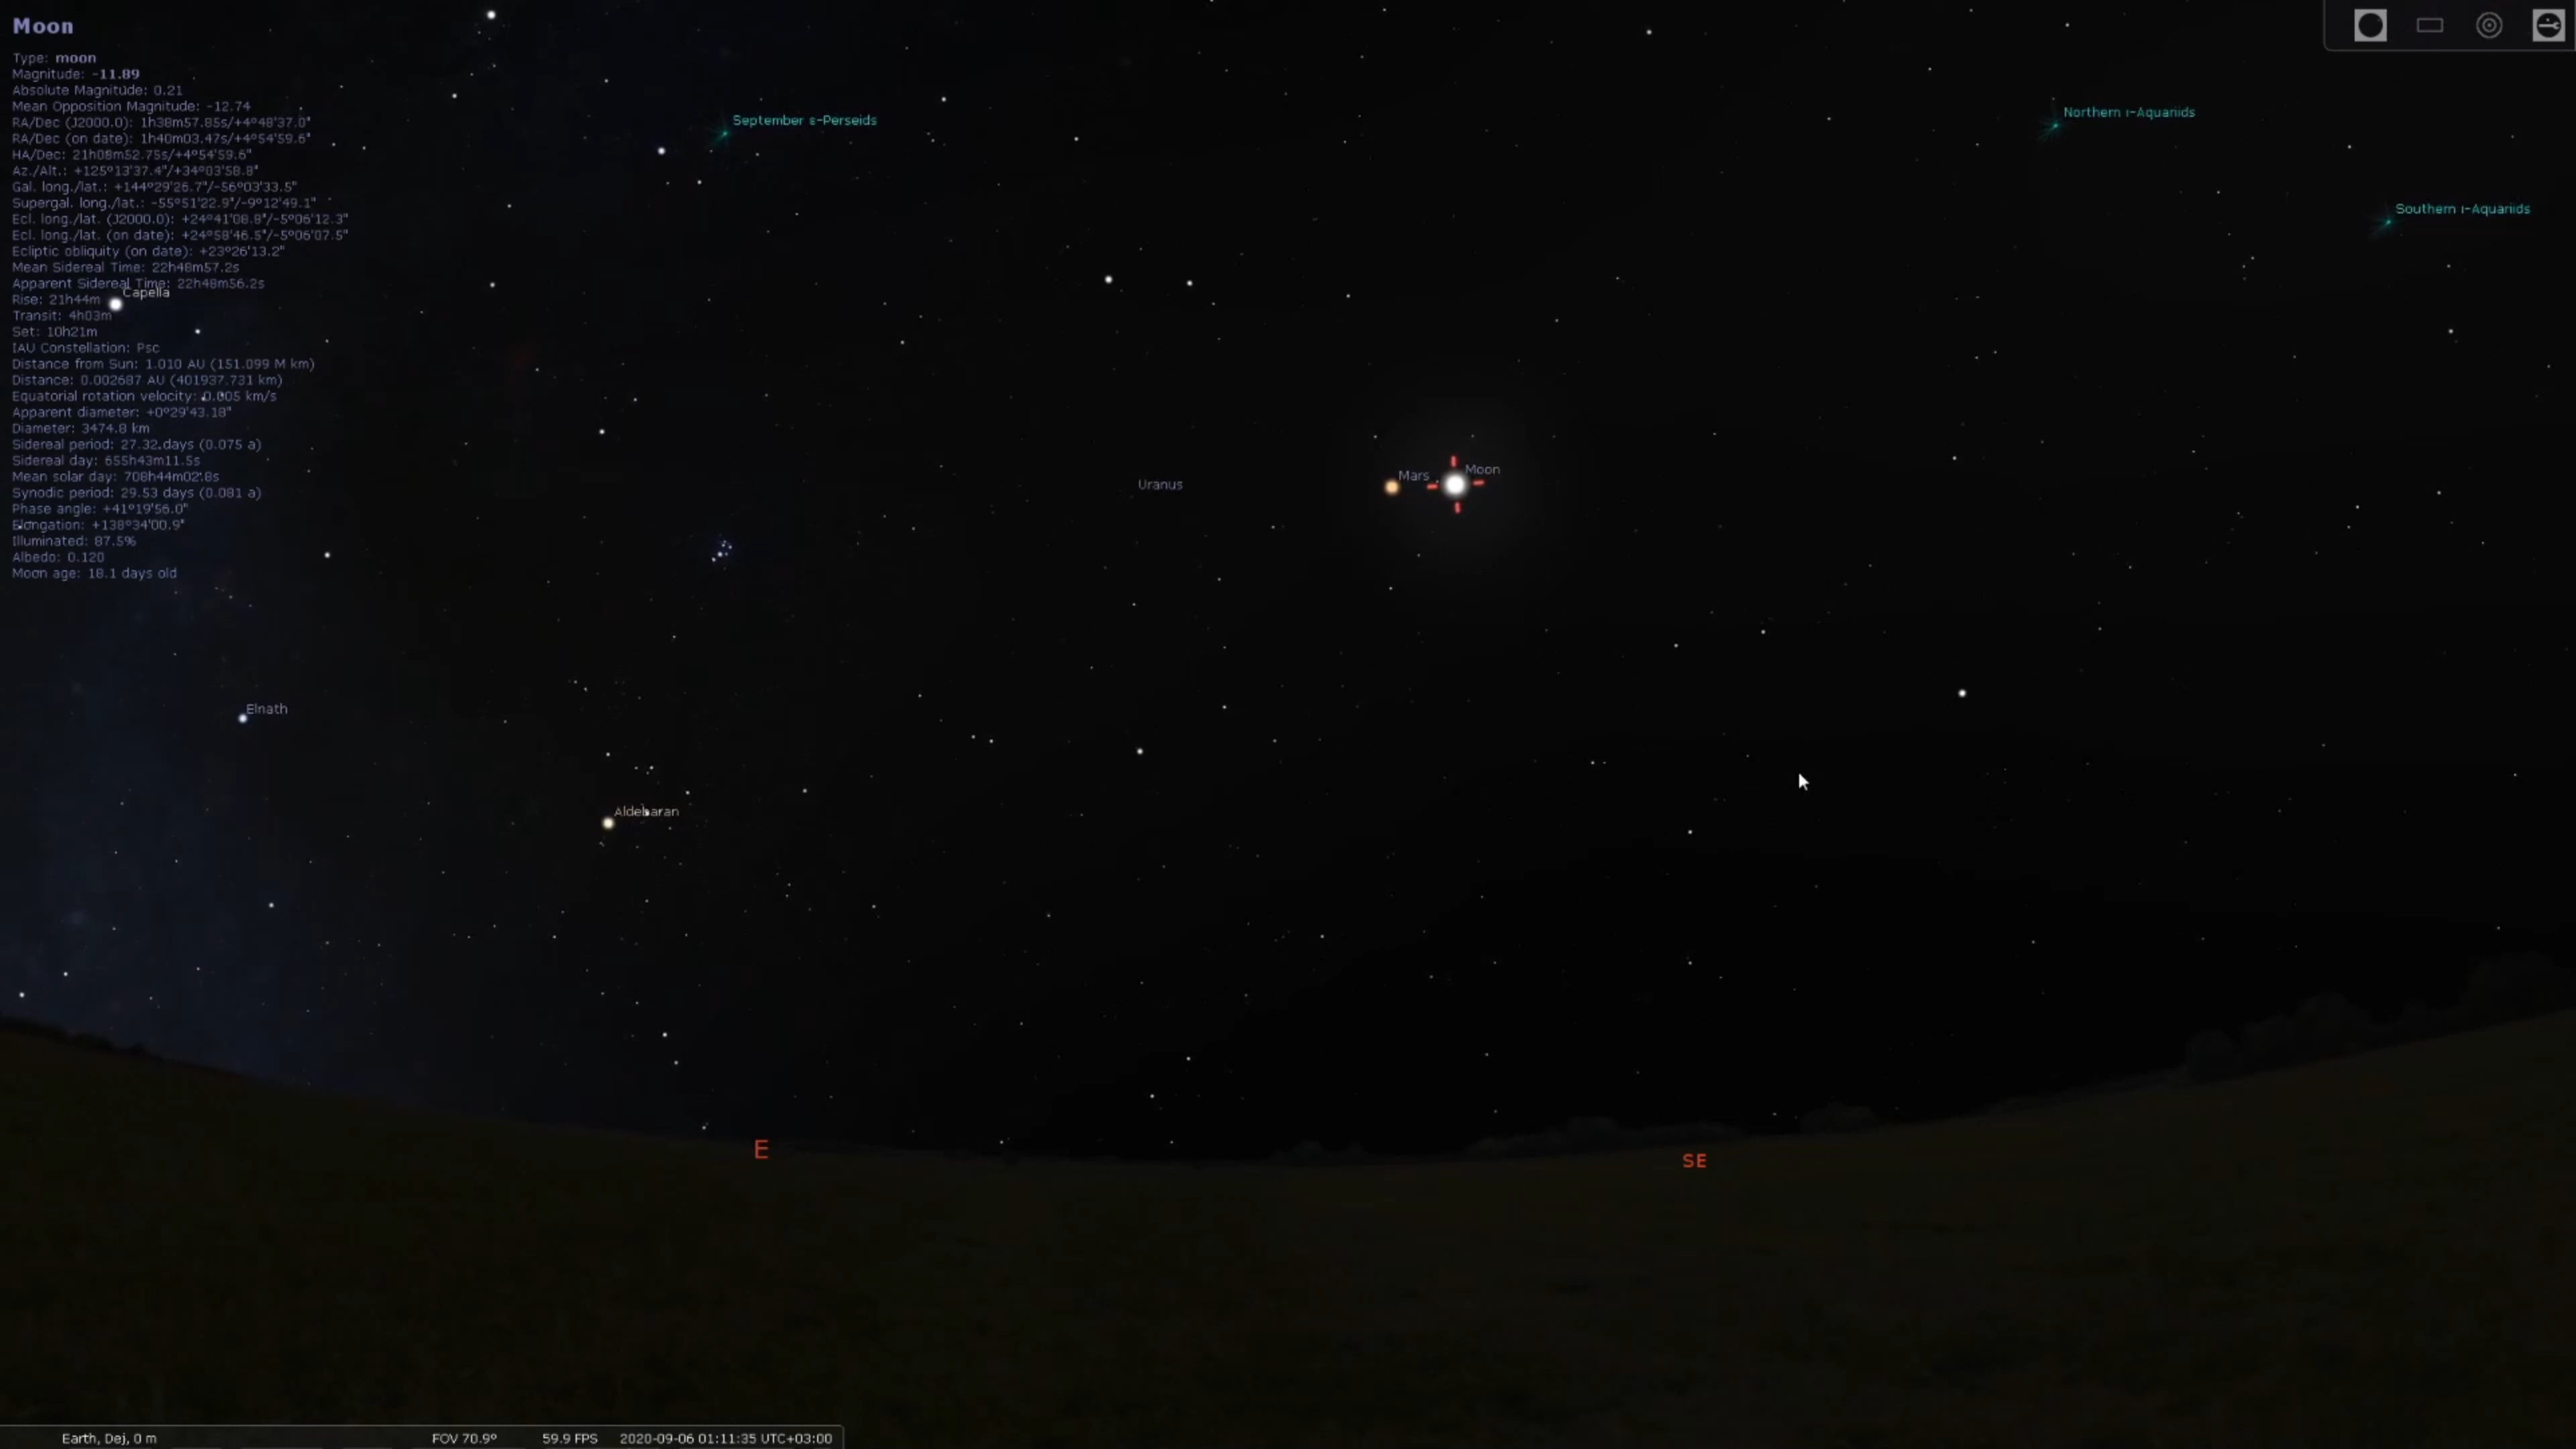 Moon
Type: moon
Magnitude: -11.89
Absolute Magnitude: 0.21
Mean Opposition Magnitude: -12.74
RA/Dec (J2000.0): 1h38m57.85s/+4°48'37.0"
RA/Dec (on date): 1h40m03.47s/+4°54'59.6"
HA/Dec: 21h08m52.75s/+4°54'59.6"
Az./Alt.: +125°13'37.4"/+34°03'58.8"
Gal. long./lat.: +144°29'26.7"/-56°03'33.5"
Supergal. long./lat.: -55°51'22.9"/-9°12'49.1"
Ecl. long./lat. (J2000.0): +24°41'08.8"/-5°06'12.3"
Ecl. long./lat. (on date): +24°58'46.5"/-5°06'07.5"
Ecliptic obliquity (on date): +23°26'13.2"
Mean Sidereal Time: 22h48m57.2s
Apparent Sidereal Time: 22h48m56.2s
Rise: 21h44m
Transit: 4h03m
Set: 10h21m
IAU Constellation: Psc
Distance from Sun: 1.010 AU (151.099 M km)
Distance: 0.002687 AU (401937.731 km)
Equatorial rotation velocity: 0.005 km/s
Apparent diameter: +0°29'43.18"
Diameter: 3474.8 km
Sidereal period: 27.32 days (0.075 a)
Sidereal day: 655h43m11.5s
Mean solar day: 708h44m02.8s
Synodic period: 29.53 days (0.081 a)
Phase angle: +41°19'56.0"
Elongation: +138°34'00.9"
Illuminated: 87.5%
Albedo: 0.120
Moon age: 18.1 days old
Capella
September ε-Perseids
Northern ι-Aquariids
Southern ι-Aquariids
Uranus
Mars
Moon
Elnath
Aldebaran
E
SE
Earth, Dej, 0 m
FOV 70.9°
59.9 FPS
2020-09-06 01:11:35 UTC+03:00